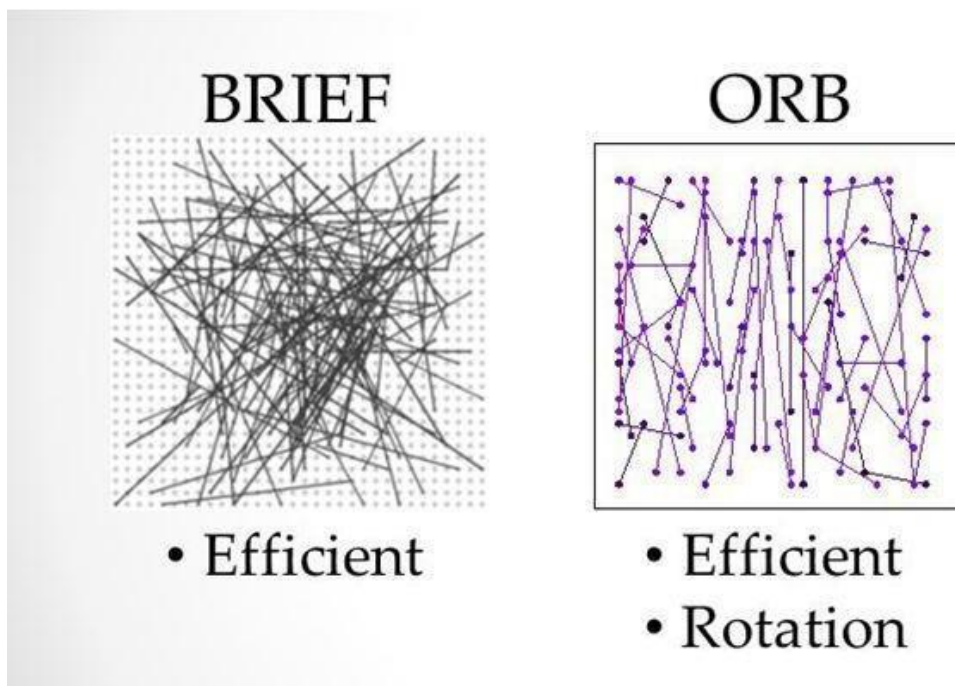 BRIEF
ORB
• Efficient
• Efficient
• Rotation